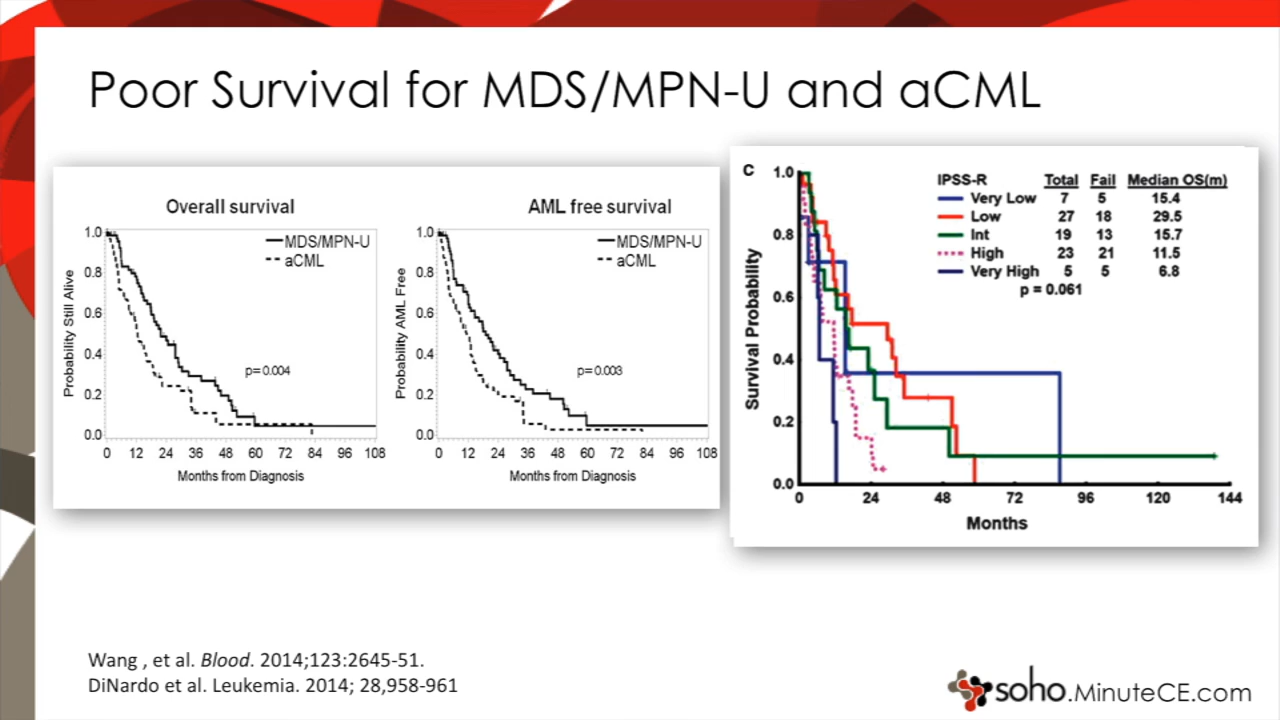 Poor Survival for MDS/MPN-U and aCML
Overall survival
MDS/MPN-U
aCML
1.0
0.8
0.6
0.4
0.2
0.0
Probability Still Alive
p=0.004
0 12 24 36 48 60 72 84 96 108
Months from Diagnosis
AML free survival
MDS/MPN-U
aCML
1.0
0.8
0.6
0.4
0.2
0.0
Probability AML Free
p=0.003
0 12 24 36 48 60 72 84 96 108
Months from Diagnosis
C
1.0
0.8
0.6
0.4
0.2
0.0
Survival Probability
IPSS-R Total Fail Median OS(m)
Very Low 7 5 15.4
Low 27 18 29.5
Int 19 13 15.7
High 23 21 11.5
Very High 5 5 6.8
p = 0.061
0 24 48 72 96 120 144
Months
Wang , et al. Blood. 2014;123:2645-51.
DiNardo et al. Leukemia. 2014; 28,958-961
soho.MinuteCE.com